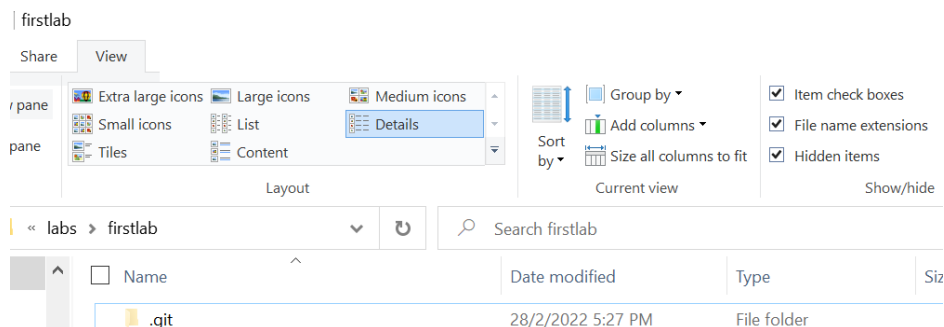 firstlab
Share View
pane
pane
Extra large icons Large icons Medium icons
Small icons List Details
Tiles Content
Layout
Sort by
Group by
Add columns
Size all columns to fit
Current view
Item check boxes
File name extensions
Hidden items
Show/hide
« labs > firstlab
Search firstlab
Name Date modified Type
.git 28/2/2022 5:27 PM File folder